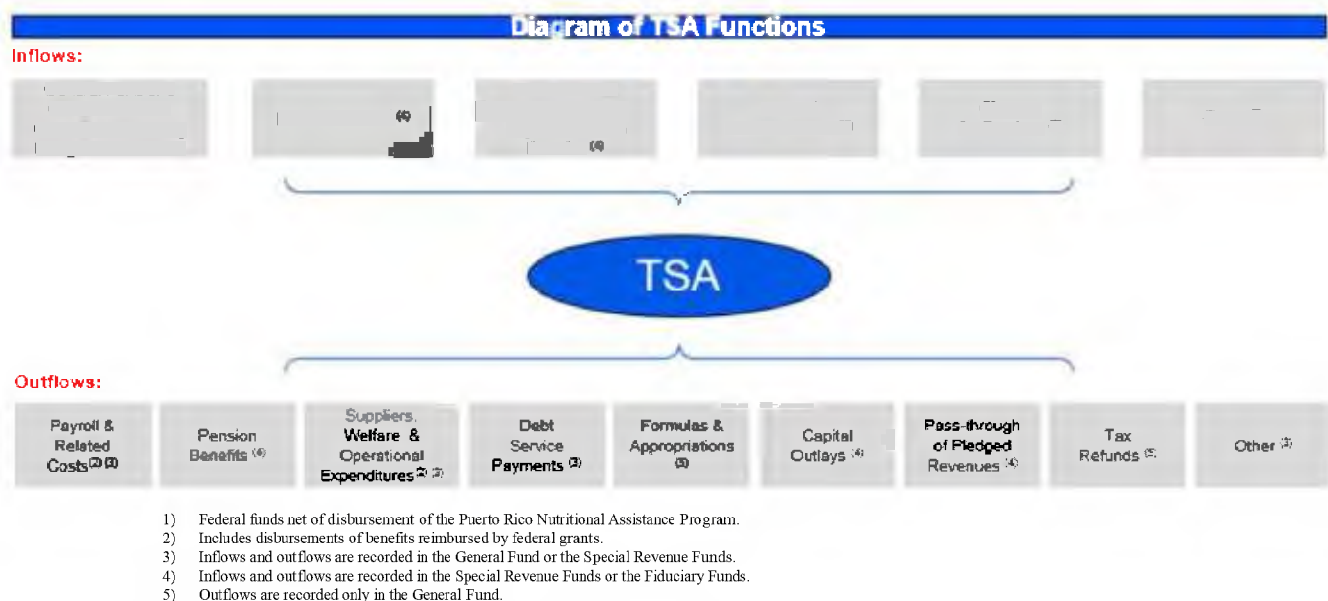 Diagram of TSA Functions
Inflows:
(4)
(4)
TSA
Outflows:
Payroll &
Related
Costs(2) (3)
Pension
Benefits (4)
Suppliers,
Welfare &
Operational
Expenditures (2) (3)
Debt
Service
Payments (3)
Formulas &
Appropriations
(5)
Capital
Outlays (4)
Pass-through
of Pledged
Revenues (4)
Tax
Refunds (5)
Other (3)
1) Federal funds net of disbursement of the Puerto Rico Nutritional Assistance Program.
2) Includes disbursements of benefits reimbursed by federal grants.
3) Inflows and outflows are recorded in the General Fund or the Special Revenue Funds.
4) Inflows and outflows are recorded in the Special Revenue Funds or the Fiduciary Funds.
5) Outflows are recorded only in the General Fund.